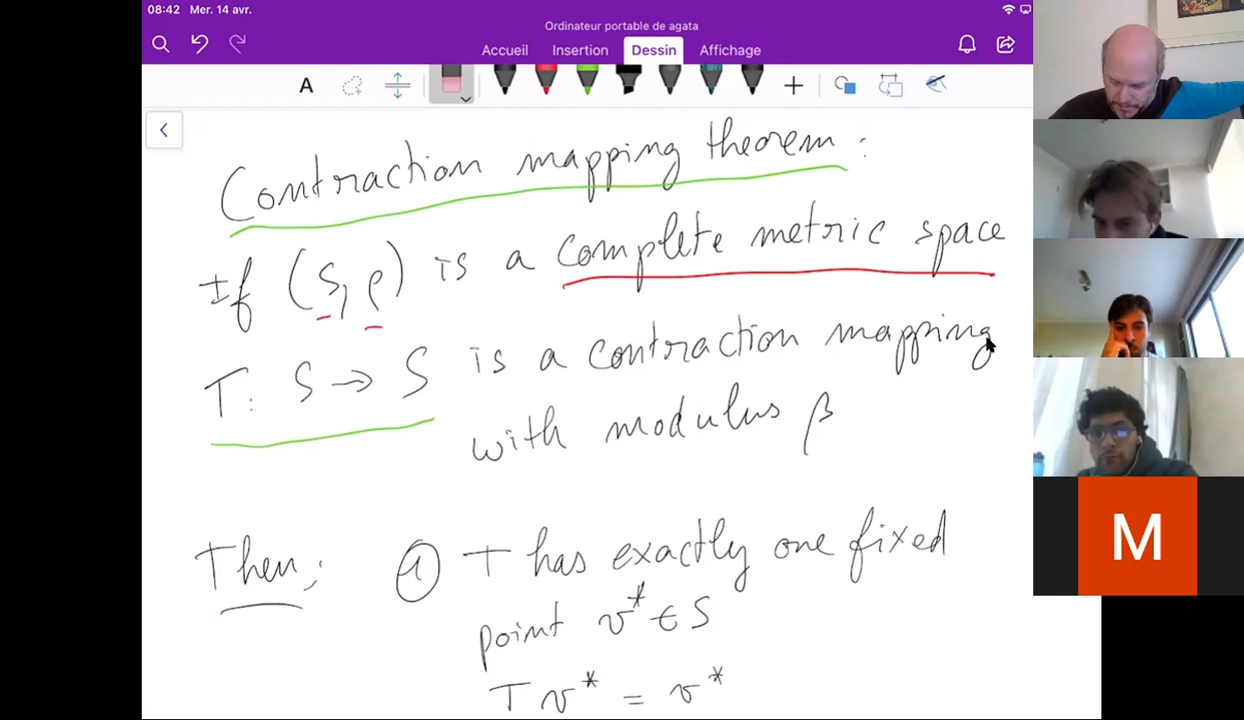 08:42 Mer. 14 avr.
Ordinateur portable de agata
Accueil Insertion Dessin Affichage
A
Contraction mapping theorem:
If (S, ρ) is a complete metric space
T: S → S is a contraction mapping
with modulus β
Then: ① T has exactly one fixed
point v* ∈ S
T v* = v*
M